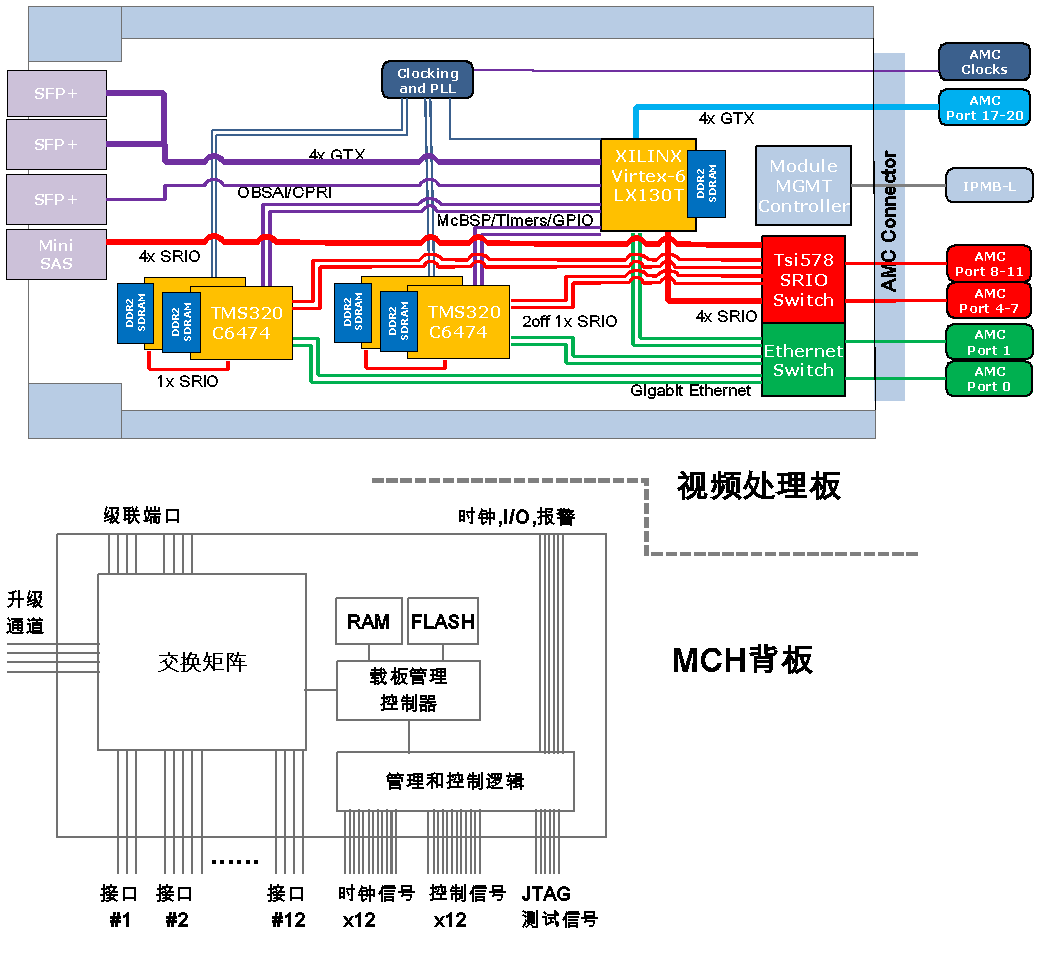 AMC
Clocks
Clocking
and PLL
SFP+
AMC
Port 17-20
4x GTX
SFP+
4x GTX
XILINX
Virtex-6
LX130T
DDR2
SDRAM
Module
MGMT
Controller
AMC Connector
IPMB-L
SFP+
OBSAI/CPRI
McBSP/Timers/GPIO
Mini
SAS
4x SRIO
Tsi578
SRIO
Switch
AMC
Port 8-11
AMC
Port 4-7
DDR2
SDRAM
DDR2
SDRAM
TMS320
C6474
DDR2
SDRAM
DDR2
SDRAM
TMS320
C6474
2off 1x SRIO
4x SRIO
Ethernet
Switch
AMC
Port 1
AMC
Port 0
1x SRIO
Gigabit Ethernet
视频处理板
级联端口
时钟,I/O,报警
升级
通道
RAM
FLASH
交换矩阵
载板管理
控制器
MCH背板
管理和控制逻辑
......
接口
#1
接口
#2
接口
#12
时钟信号
x12
控制信号
x12
JTAG
测试信号